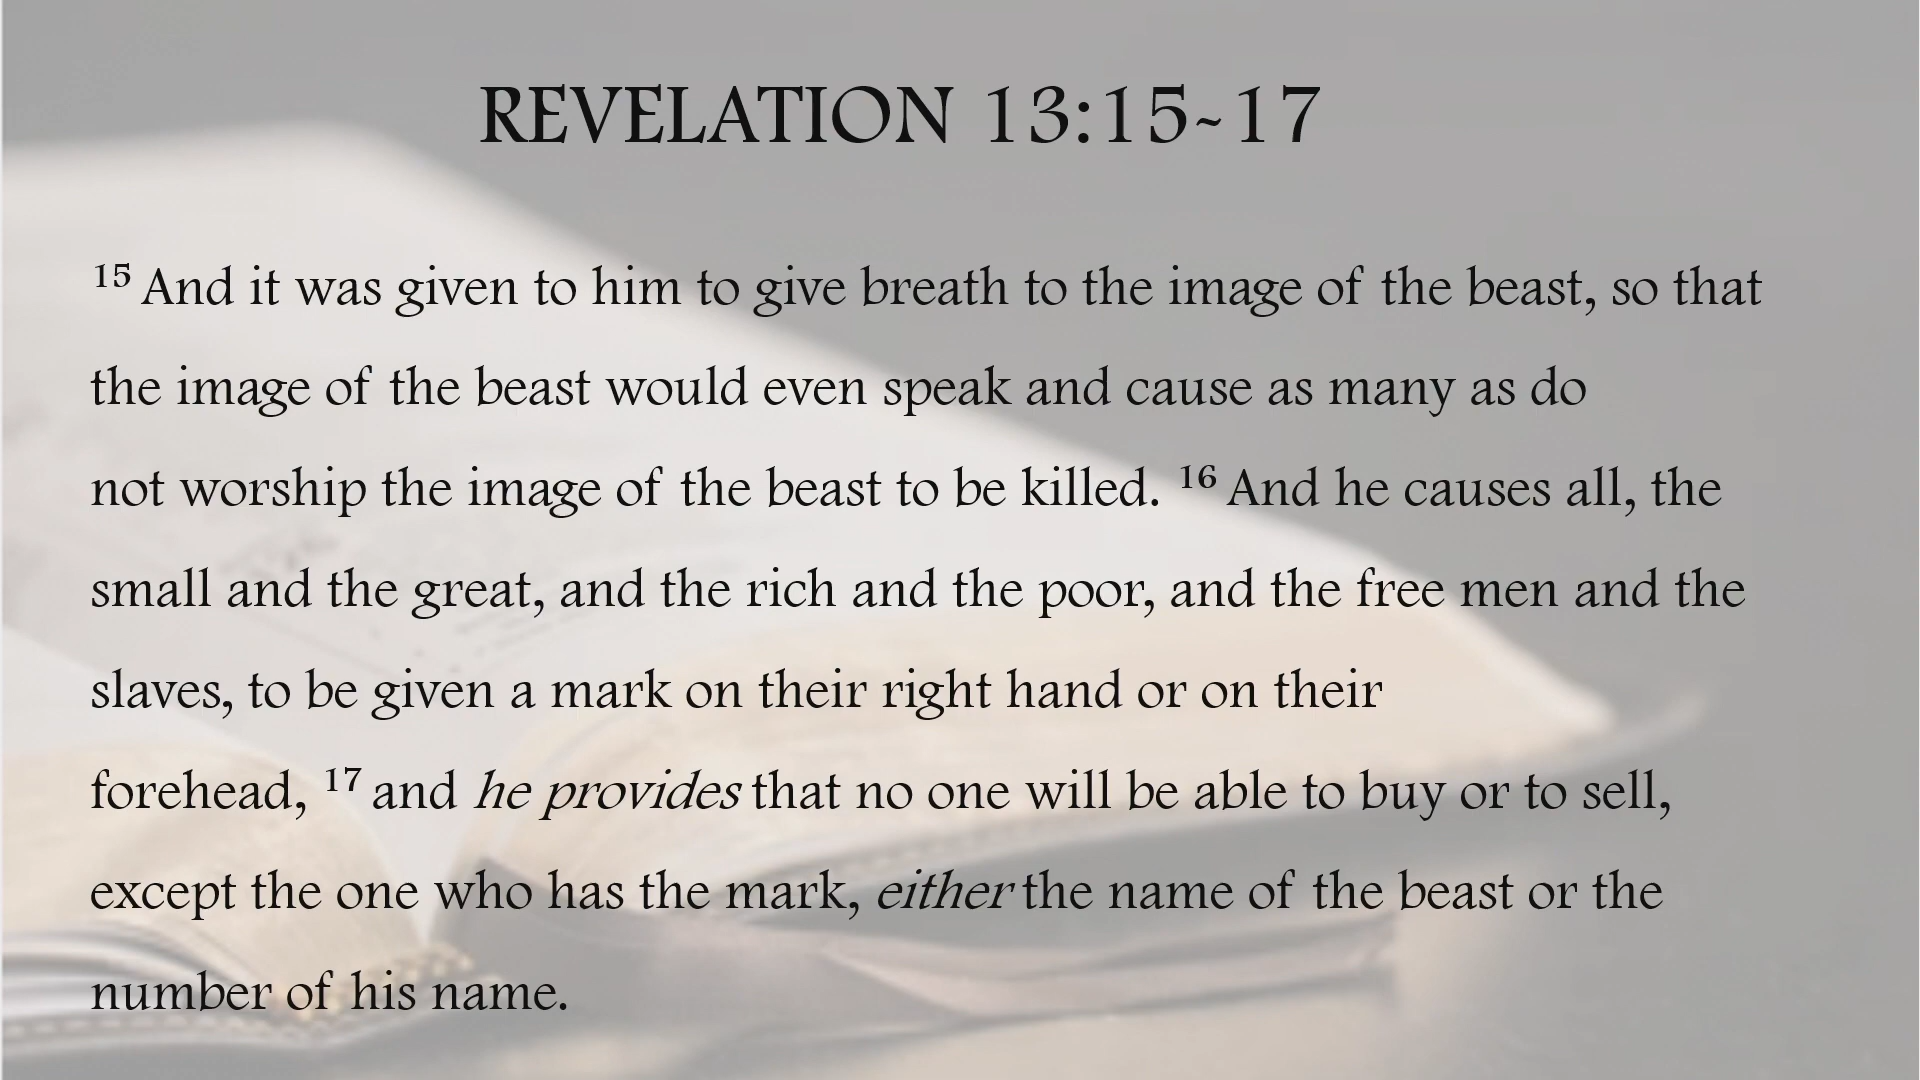 REVELATION 13:15-17
15 And it was given to him to give breath to the image of the beast, so that
the image of the beast would even speak and cause as many as do
not worship the image of the beast to be killed. 16 And he causes all, the
small and the great, and the rich and the poor, and the free men and the
slaves, to be given a mark on their right hand or on their
forehead, 17 and he provides that no one will be able to buy or to sell,
except the one who has the mark, either the name of the beast or the
number of his name.